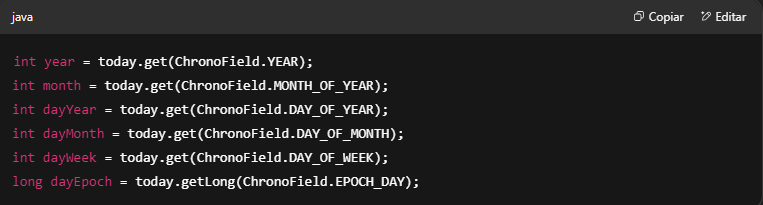 java
Copiar
Editar
int year = today.get(ChronoField.YEAR);
int month = today.get(ChronoField.MONTH_OF_YEAR);
int dayYear = today.get(ChronoField.DAY_OF_YEAR);
int dayMonth = today.get(ChronoField.DAY_OF_MONTH);
int dayWeek = today.get(ChronoField.DAY_OF_WEEK);
long dayEpoch = today.getLong(ChronoField.EPOCH_DAY);